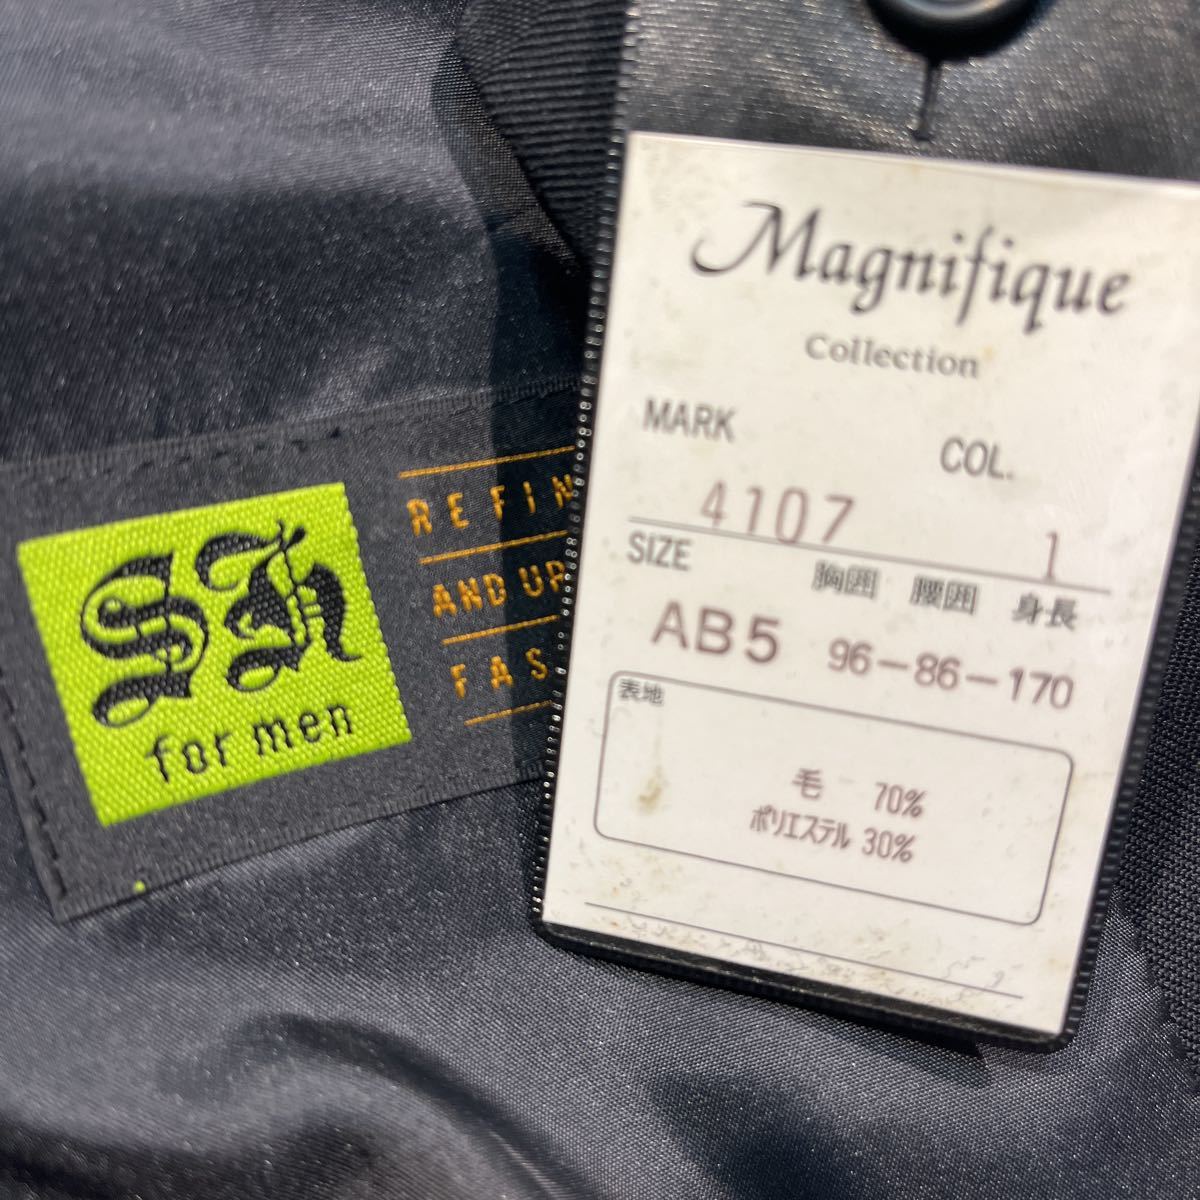 Sh
for men
REFIN
AND UP
FAS
Magnifique
Collection
MARK COL.
4107 1
SIZE 胸囲 腰囲 身長
AB5 96-86-170
表地
毛 70%
ポリエステル 30%